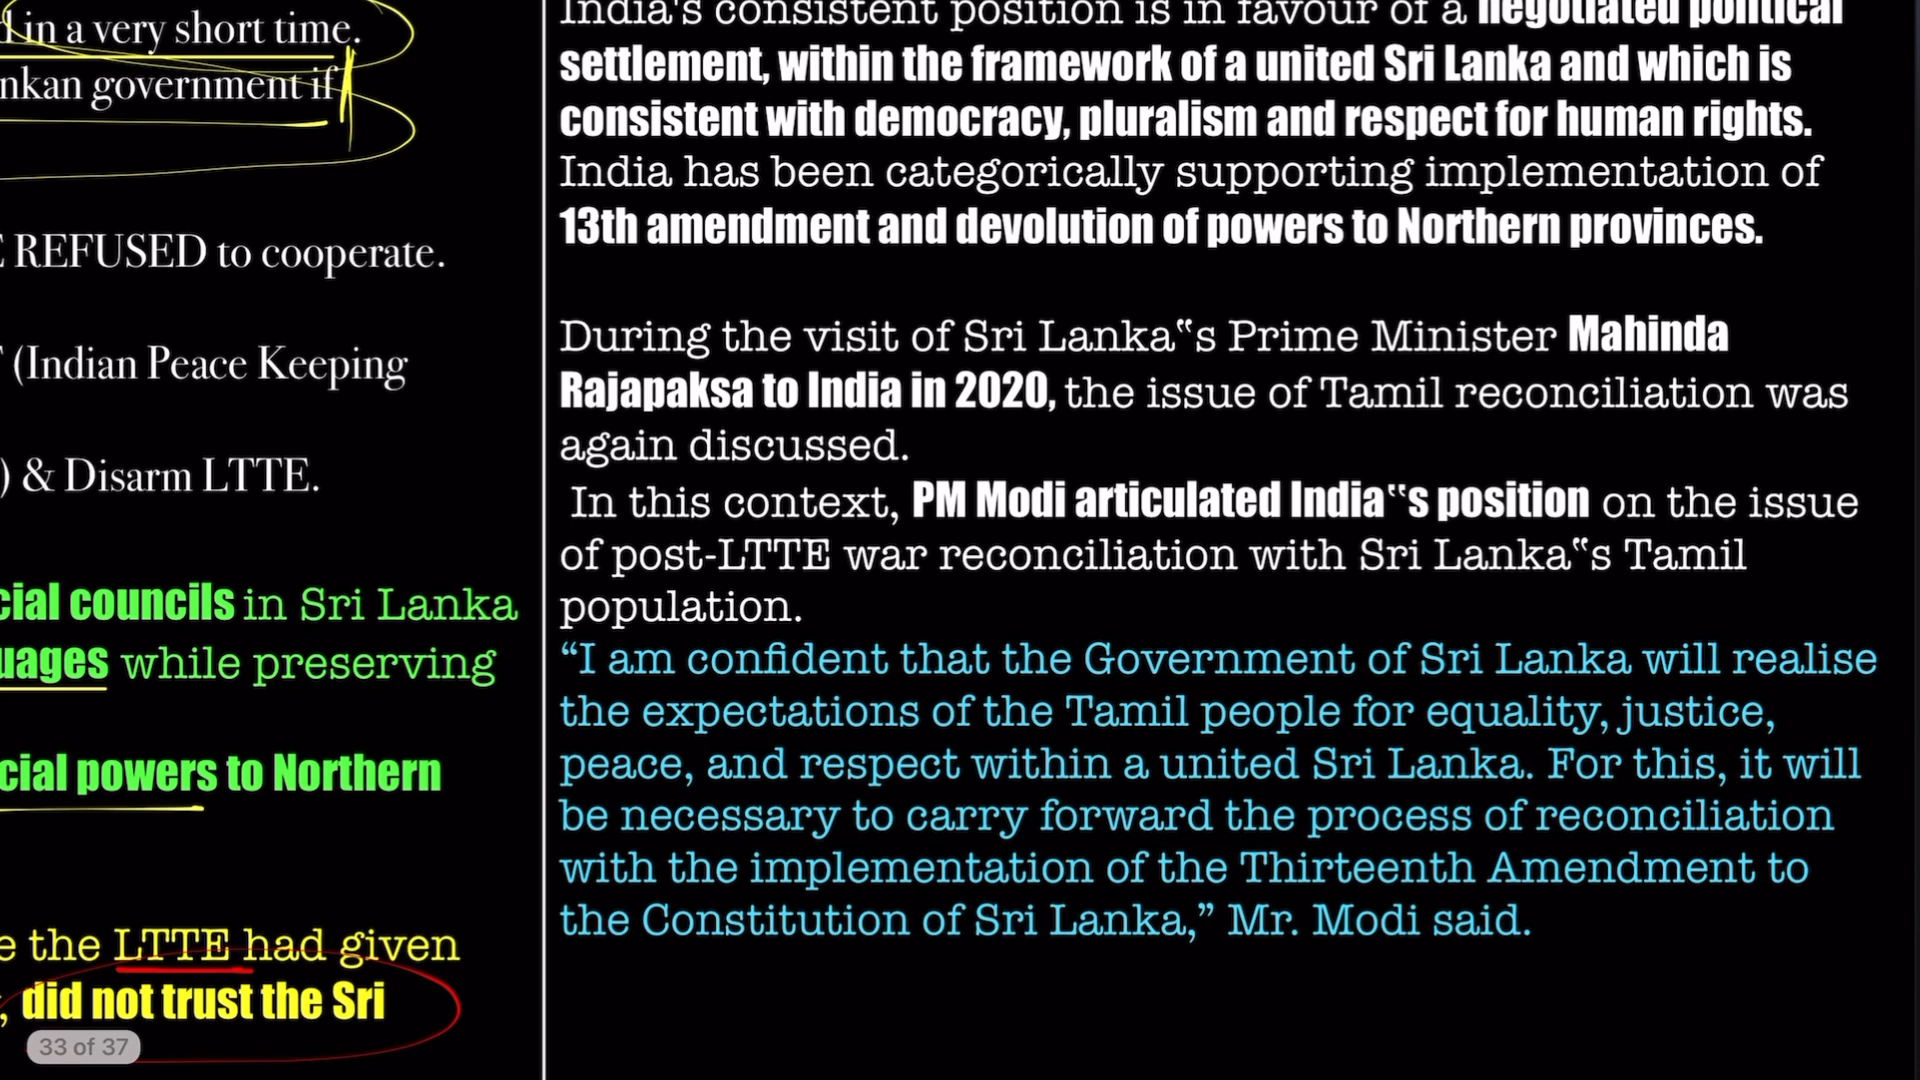 in a very short time.
nkan government if
REFUSED to cooperate.
(Indian Peace Keeping
) & Disarm LTTE.
cial councils in Sri Lanka
uages while preserving
cial powers to Northern
e the LTTE had given
, did not trust the Sri
33 of 37
India's consistent position is in favour of a negotiated political
settlement, within the framework of a united Sri Lanka and which is
consistent with democracy, pluralism and respect for human rights.
India has been categorically supporting implementation of
13th amendment and devolution of powers to Northern provinces.
During the visit of Sri Lanka‟s Prime Minister Mahinda
Rajapaksa to India in 2020, the issue of Tamil reconciliation was
again discussed.
In this context, PM Modi articulated India‟s position on the issue
of post-LTTE war reconciliation with Sri Lanka‟s Tamil
population.
“I am confident that the Government of Sri Lanka will realise
the expectations of the Tamil people for equality, justice,
peace, and respect within a united Sri Lanka. For this, it will
be necessary to carry forward the process of reconciliation
with the implementation of the Thirteenth Amendment to
the Constitution of Sri Lanka,” Mr. Modi said.